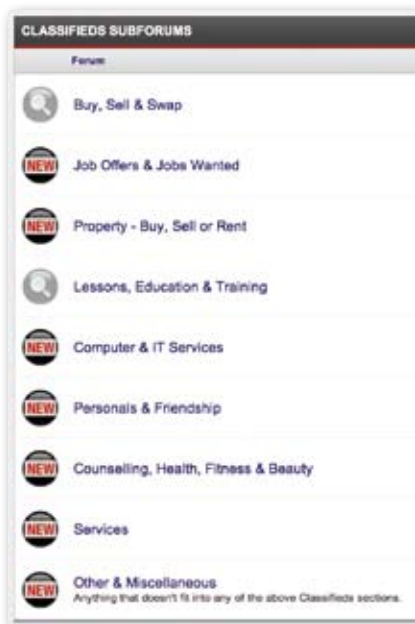 CLASSIFIEDS SUBFORUMS
Forum
Buy, Sell & Swap
NEW Job Offers & Jobs Wanted
NEW Property - Buy, Sell or Rent
Lessons, Education & Training
NEW Computer & IT Services
NEW Personals & Friendship
NEW Counselling, Health, Fitness & Beauty
NEW Services
NEW Other & Miscellaneous
Anything that doesn't fit into any of the above Classifieds sections.